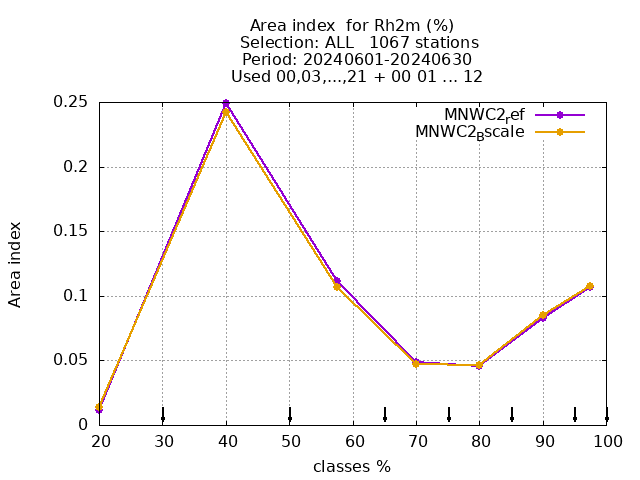 Area index  for Rh2m (%)
Selection: ALL   1067 stations
Period: 20240601-20240630
Used 00,03,...,21 + 00 01 ... 12
MNWC2ref
MNWC2Bscale
0.25
0.2
0.15
0.1
0.05
0
Area index
20 30 40 50 60 70 80 90 100
classes %